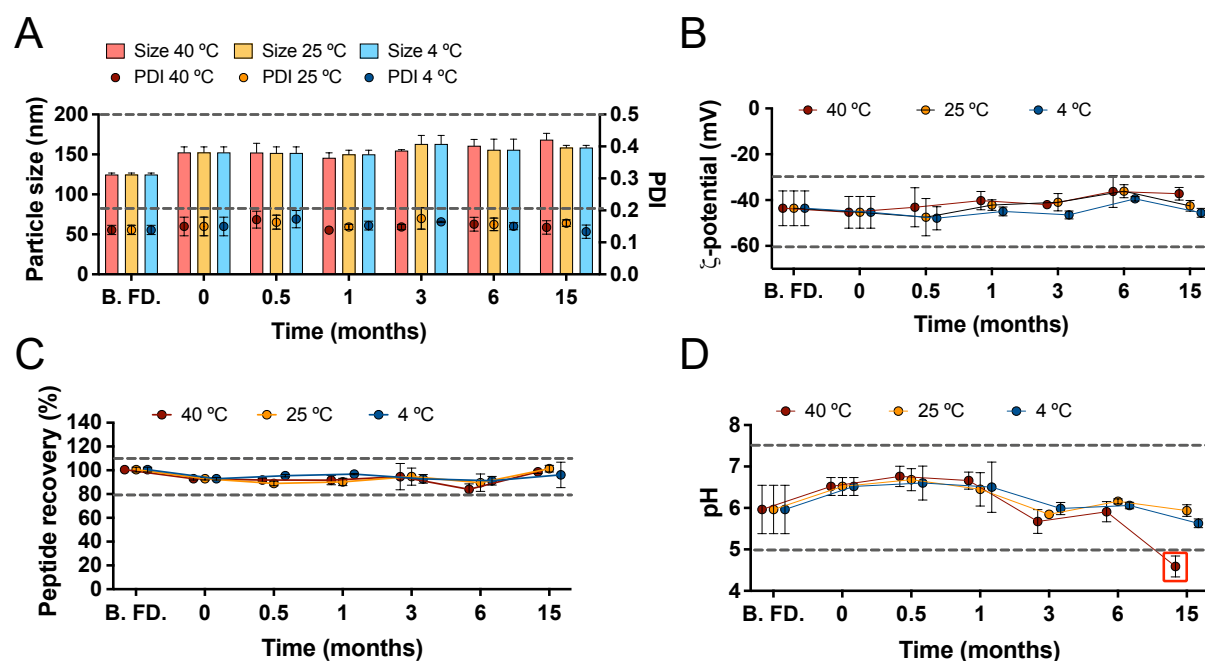 A
Size 40 ºC Size 25 ºC Size 4 ºC
PDI 40 ºC PDI 25 ºC PDI 4 ºC
Particle size (nm)
200
150
100
50
0
0.5
0.4
0.3
0.2
0.1
0.0
PDI
B. FD. 0 0.5 1 3 6 15
Time (months)
B
40 ºC 25 ºC 4 ºC
ζ-potential (mV)
0
-20
-40
-60
B. FD. 0 0.5 1 3 6 15
Time (months)
C
40 ºC 25 ºC 4 ºC
Peptide recovery (%)
140
120
100
80
60
40
20
0
B. FD. 0 0.5 1 3 6 15
Time (months)
D
40 ºC 25 ºC 4 ºC
pH
8
7
6
5
4
B. FD. 0 0.5 1 3 6 15
Time (months)